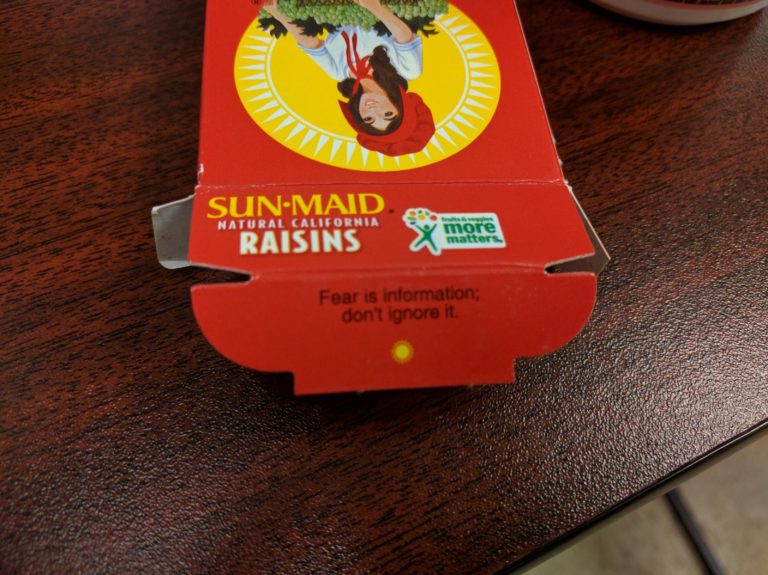 SUN•MAID
NATURAL CALIFORNIA
RAISINS
fruits & veggies
more
matters.
Fear is information;
don't ignore it.